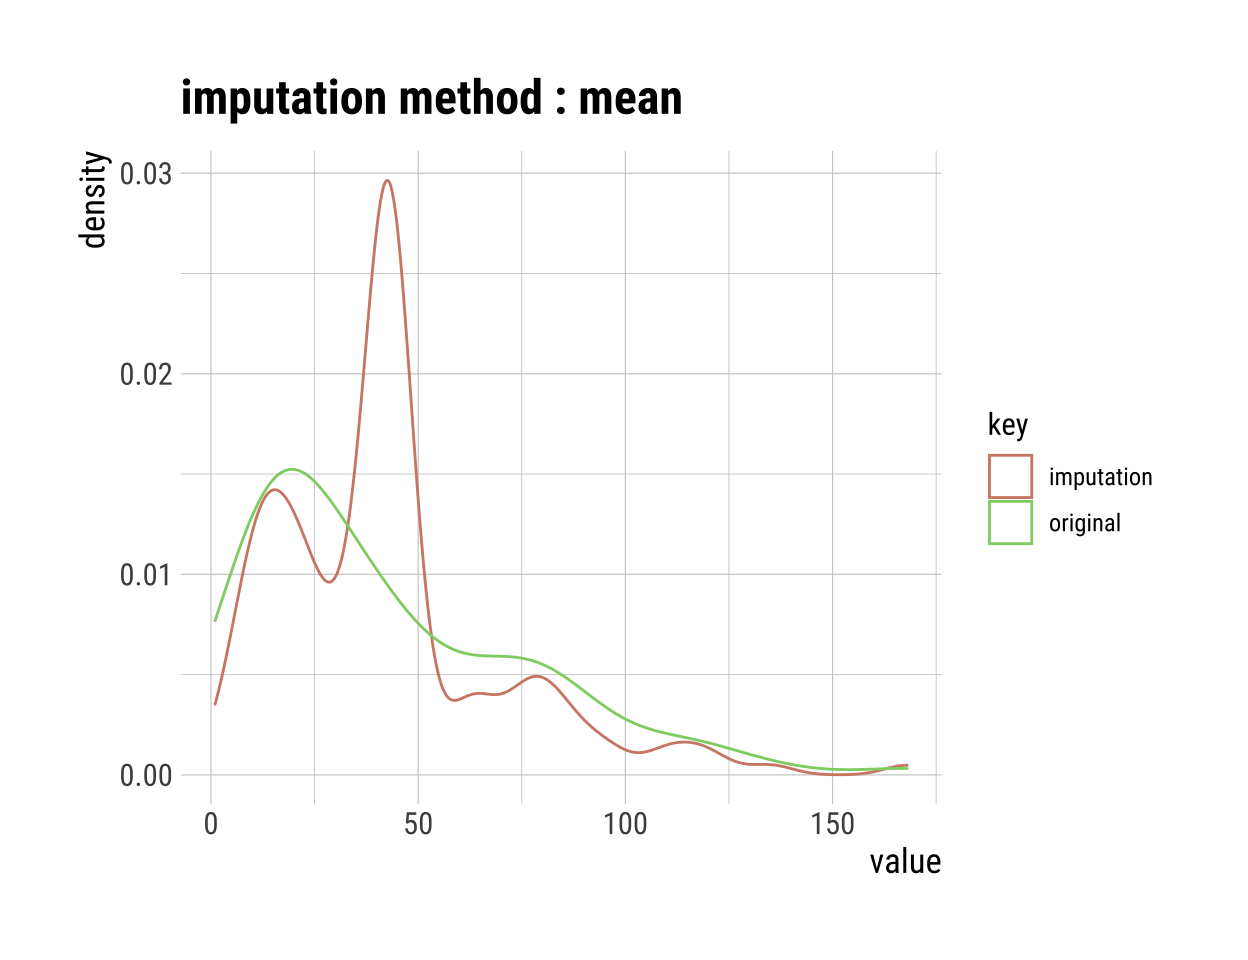 imputation method : mean
density
0.03
0.02
0.01
0.00
0 50 100 150
value
key
imputation
original